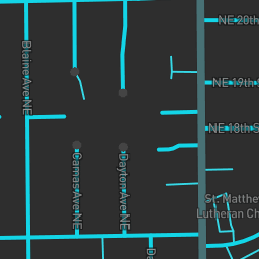 NE 20th
Blaine Ave NE
NE 19th S
NE 18th S
Camas Ave NE
Dayton Ave NE
St. Matthew
Lutheran Ch
Da